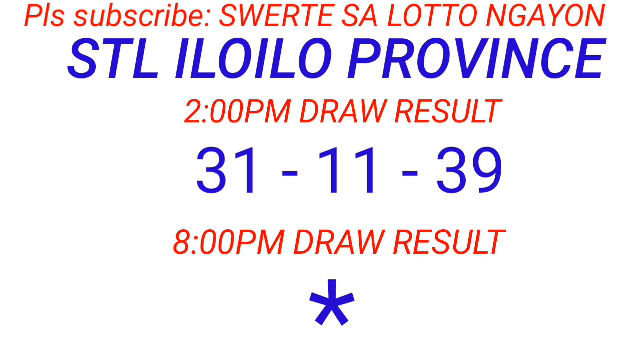 Pls subscribe: SWERTE SA LOTTO NGAYON
STL ILOILO PROVINCE
2:00PM DRAW RESULT
31 - 11 - 39
8:00PM DRAW RESULT
*